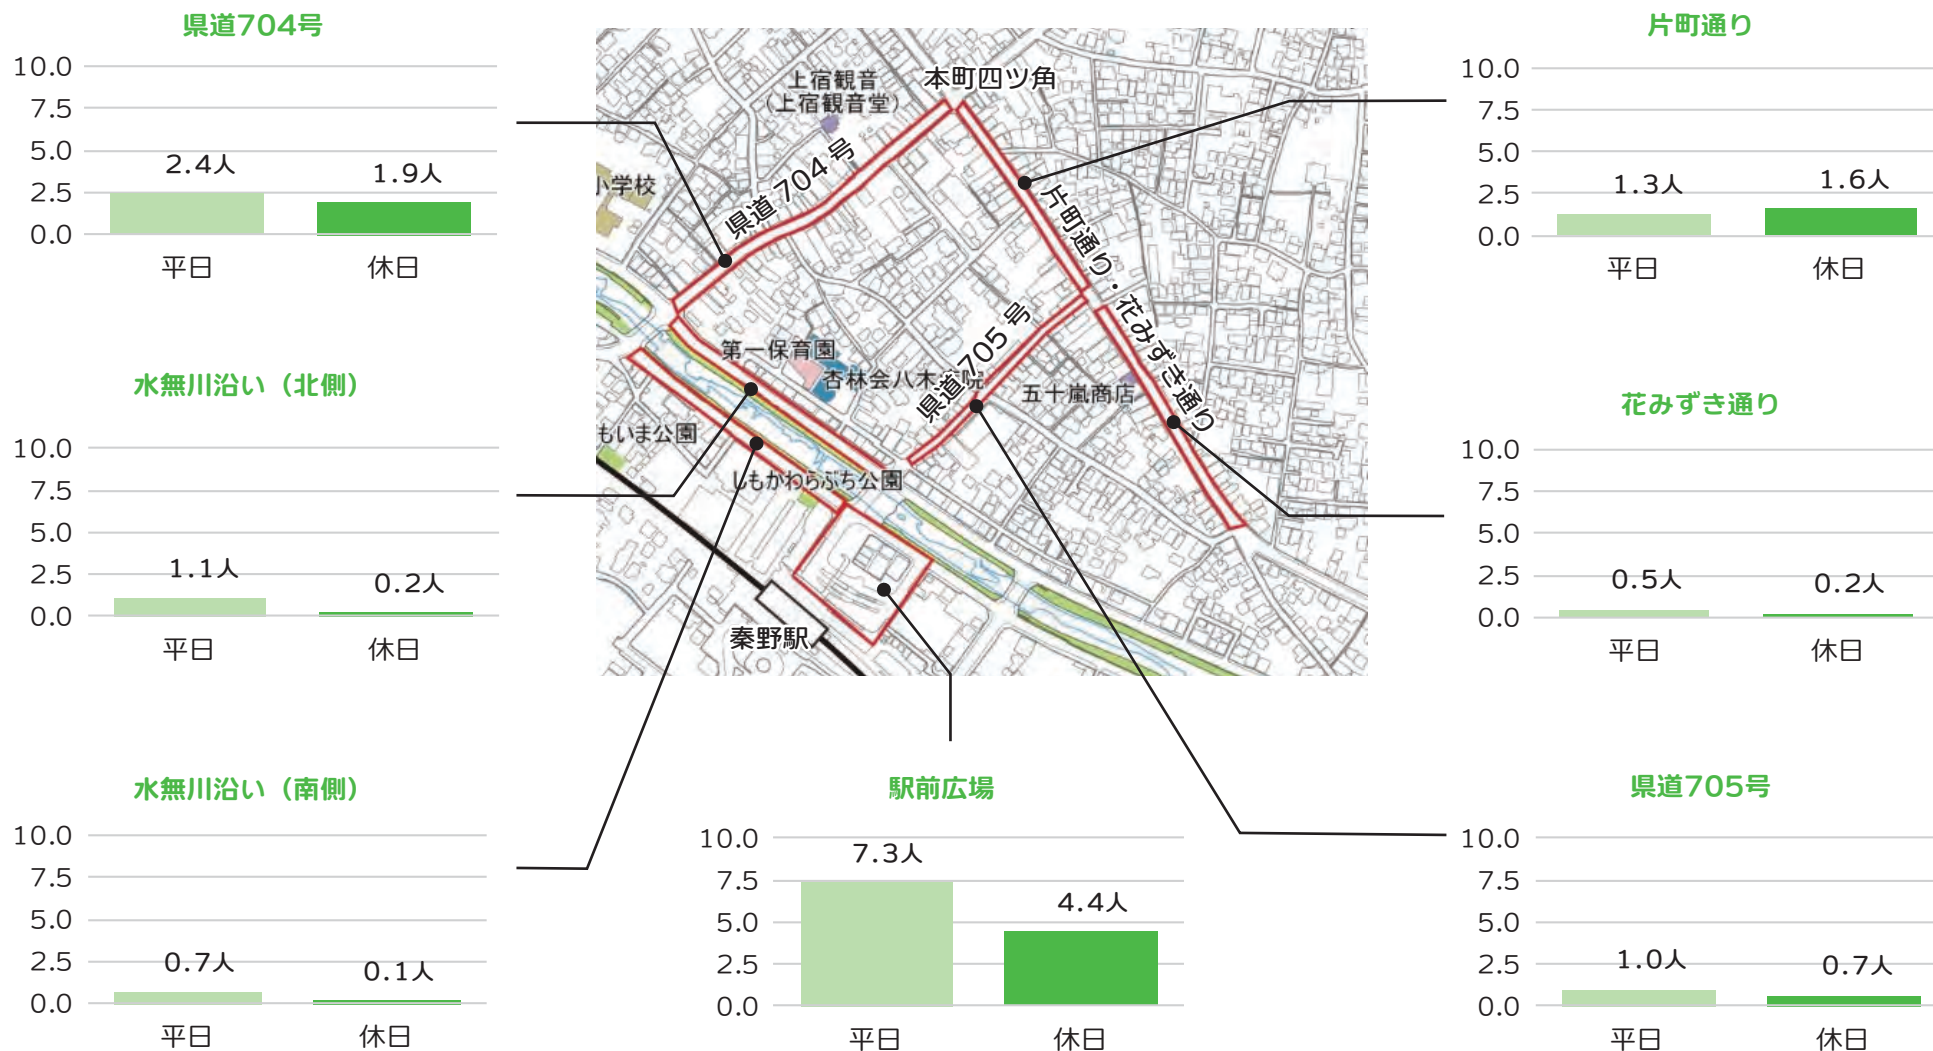 県道704号
10.0
7.5
5.0
2.5
0.0
2.4人
1.9人
平日
休日
水無川沿い（北側）
10.0
7.5
5.0
2.5
0.0
1.1人
0.2人
平日
休日
水無川沿い（南側）
10.0
7.5
5.0
2.5
0.0
0.7人
0.1人
平日
休日
本町四ツ角
上宿観音
（上宿観音堂）
小学校
県道704号
片町通り・花みずき通り
第一保育園
杏林会八木
院
県道705号
五十嵐商店
もいま公園
しもかわらぶち公園
秦野駅
駅前広場
10.0
7.5
5.0
2.5
0.0
7.3人
4.4人
平日
休日
片町通り
10.0
7.5
5.0
2.5
0.0
1.3人
1.6人
平日
休日
花みずき通り
10.0
7.5
5.0
2.5
0.0
0.5人
0.2人
平日
休日
県道705号
10.0
7.5
5.0
2.5
0.0
1.0人
0.7人
平日
休日